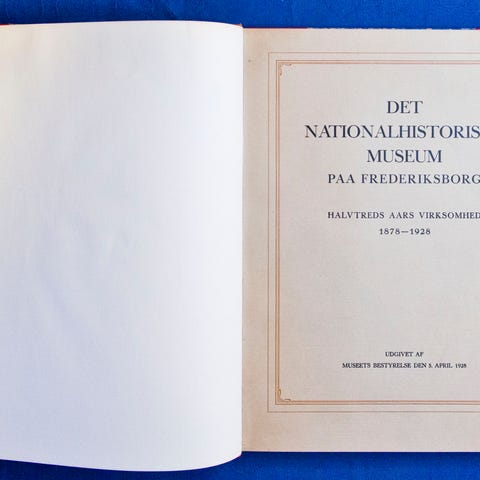 DET
NATIONALHISTORIS
MUSEUM
PAA FREDERIKSBORG
HALVTREDS AARS VIRKSOMHED
1878—1928
UDGIVET AF
MUSEETS BESTYRELSE DEN 5. APRIL 1928